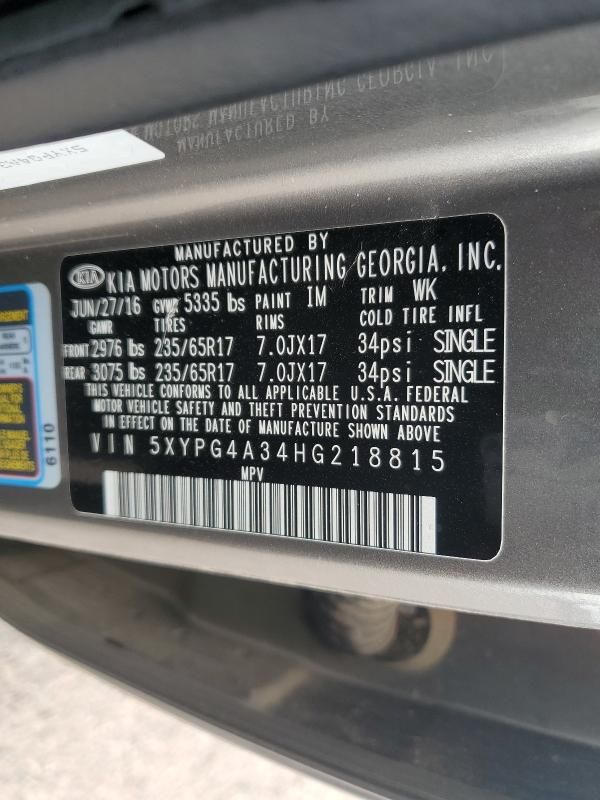 MANUFACTURED BY
KIA KIA MOTORS MANUFACTURING GEORGIA, INC.
JUN/27/16 GVWR 5335 lbs PAINT IM TRIM WK
GAWR TIRES RIMS COLD TIRE INFL
FRONT 2976 lbs 235/65R17 7.0JX17 34psi SINGLE
REAR 3075 lbs 235/65R17 7.0JX17 34psi SINGLE
THIS VEHICLE CONFORMS TO ALL APPLICABLE U.S.A. FEDERAL
MOTOR VEHICLE SAFETY AND THEFT PREVENTION STANDARDS
IN EFFECT ON THE DATE OF MANUFACTURE SHOWN ABOVE
VIN 5XYPG4A34HG218815
MPV
6110